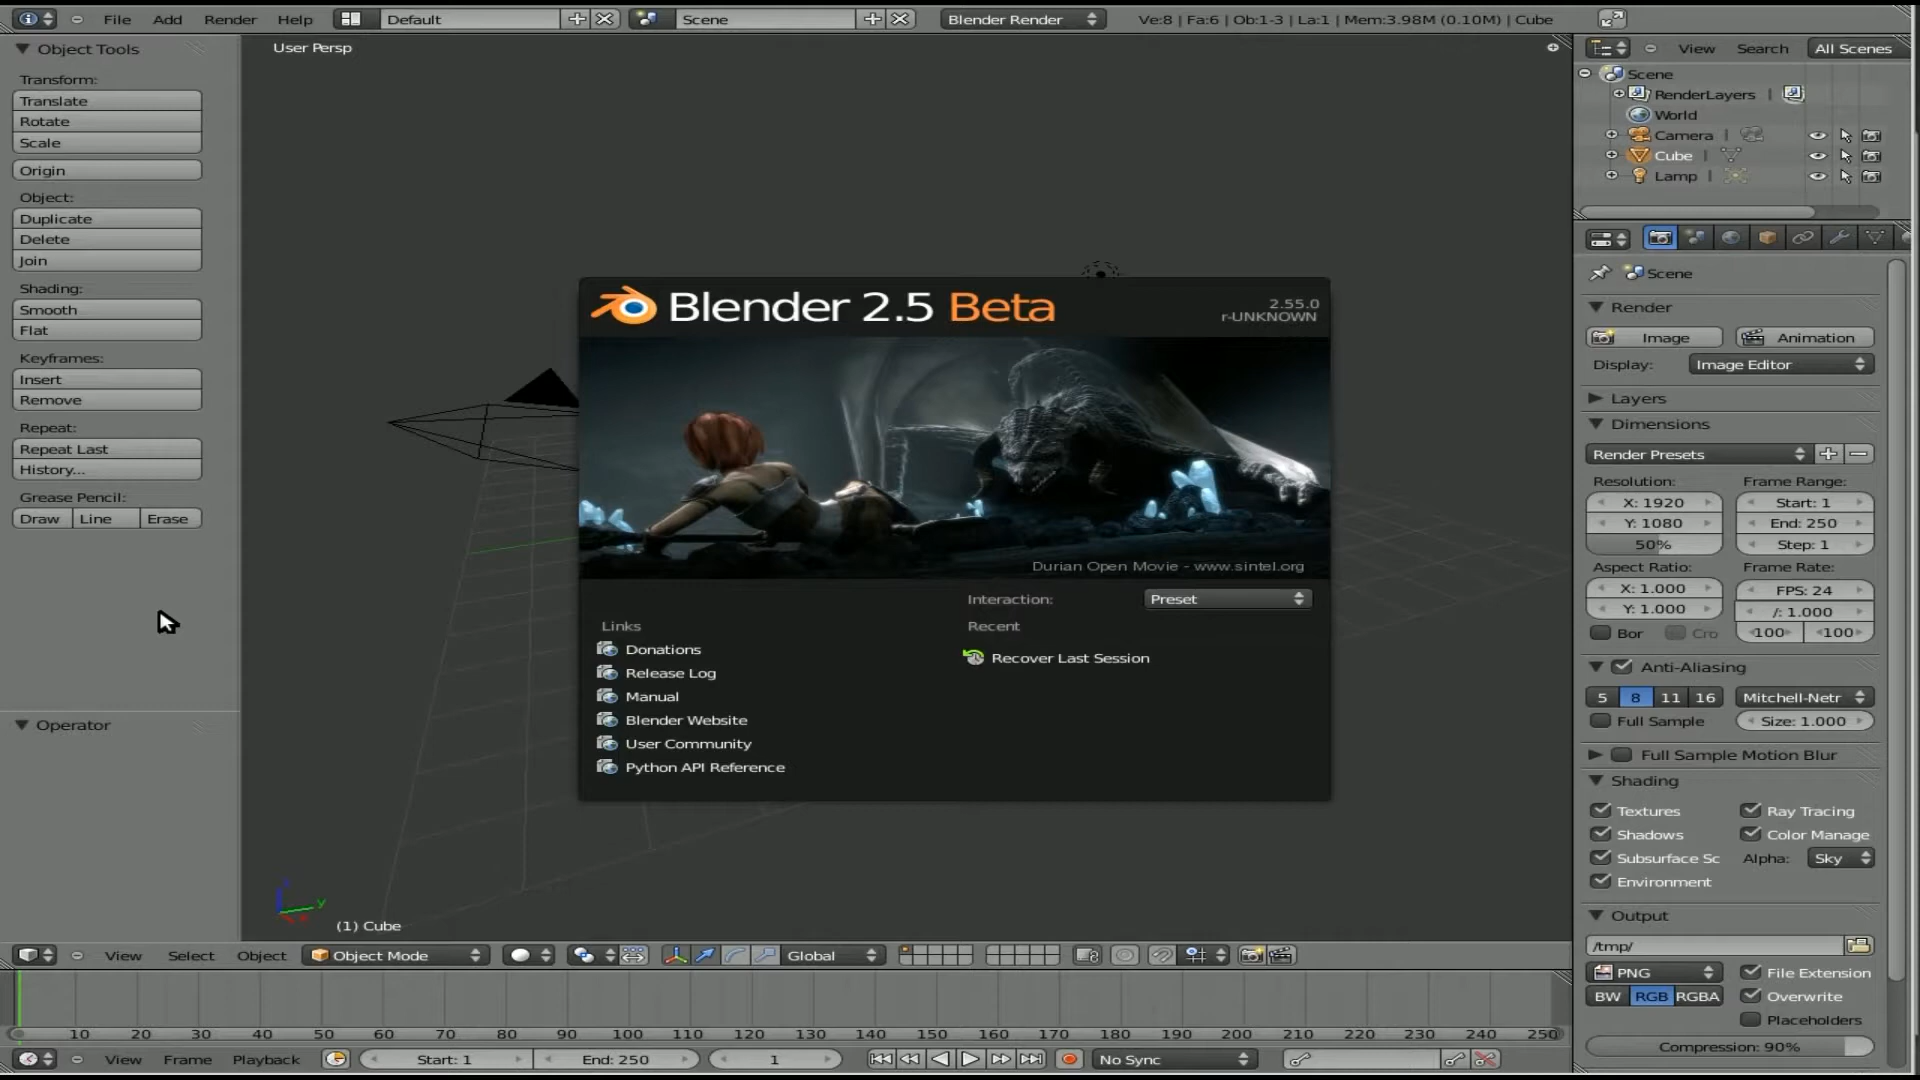 File Add Render Help Default Scene Blender Render Ve:8 | Fa:6 | Ob:1-3 | La:1 | Mem:3.98M (0.10M) | Cube
Object Tools
Transform:
Translate
Rotate
Scale
Origin
Object:
Duplicate
Delete
Join
Shading:
Smooth
Flat
Keyframes:
Insert
Remove
Repeat:
Repeat Last
History...
Grease Pencil:
Draw Line Erase
Operator
User Persp
Blender 2.5 Beta
2.55.0
r-UNKNOWN
Durian Open Movie - www.sintel.org
Interaction: Preset
Links
Donations
Release Log
Manual
Blender Website
User Community
Python API Reference
Recent
Recover Last Session
z
y
x
(1) Cube
View Select Object Object Mode Global
10 20 30 40 50 60 70 80 90 100 110 120 130 140 150 160 170 180 190 200 210 220 230 240 250
View Frame Playback Start: 1 End: 250 1 No Sync
View Search All Scenes
Scene
RenderLayers |
World
Camera |
Cube |
Lamp |
Scene
Render
Image Animation
Display: Image Editor
Layers
Dimensions
Render Presets
Resolution: Frame Range:
X: 1920 Start: 1
Y: 1080 End: 250
50% Step: 1
Aspect Ratio: Frame Rate:
X: 1.000 FPS: 24
Y: 1.000 /: 1.000
Bor Cro 100 100
Anti-Aliasing
5 8 11 16 Mitchell-Netr
Full Sample Size: 1.000
Full Sample Motion Blur
Shading
Textures Ray Tracing
Shadows Color Manage
Subsurface Sc Alpha: Sky
Environment
Output
/tmp/
PNG File Extension
BW RGB RGBA Overwrite
Placeholders
Compression: 90%